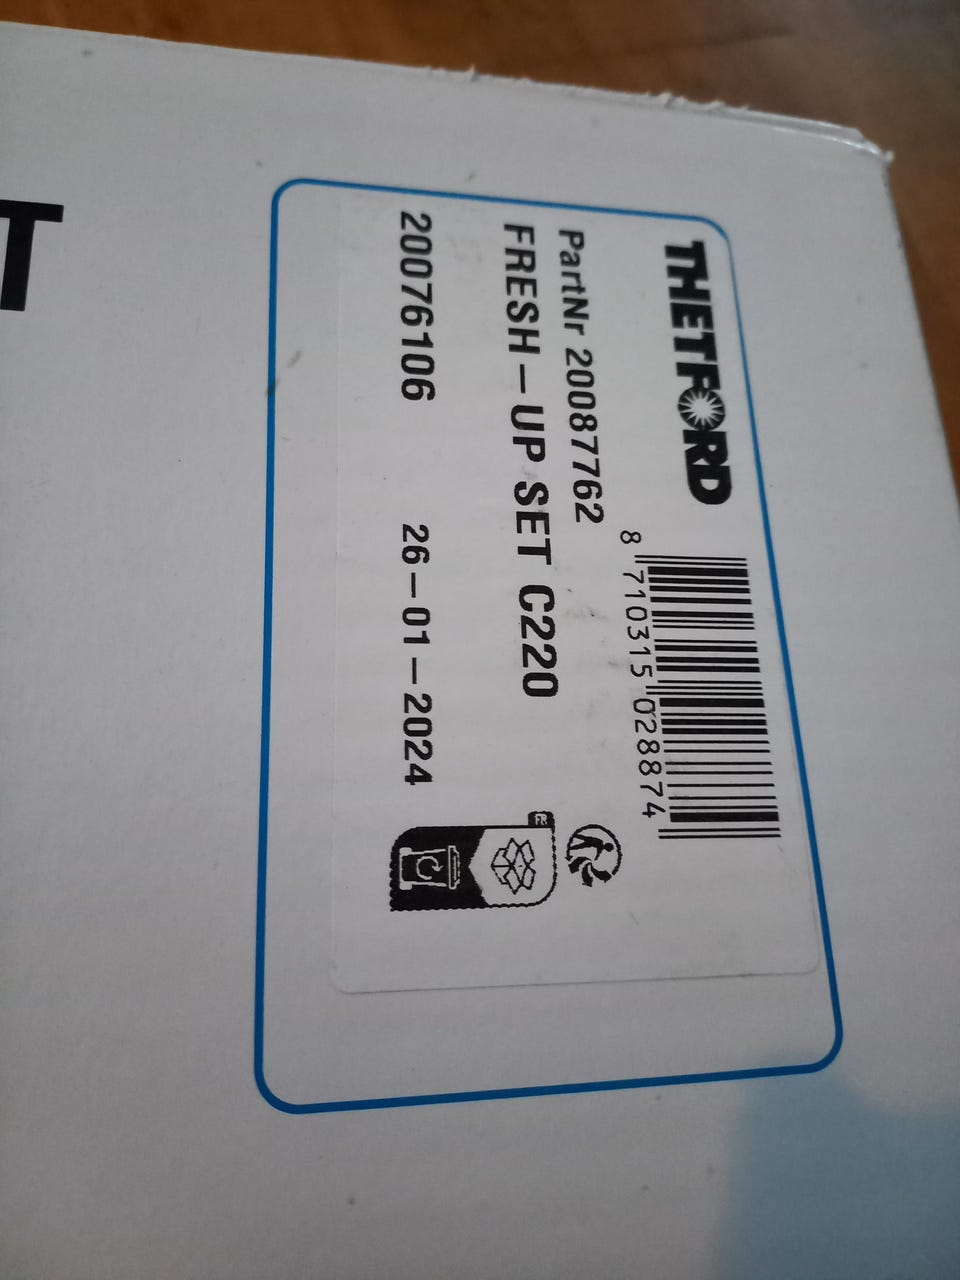 T
THETFORD
8 710315 028874
PartNr 20087762
FRESH-UP SET C220
20076106 26-01-2024